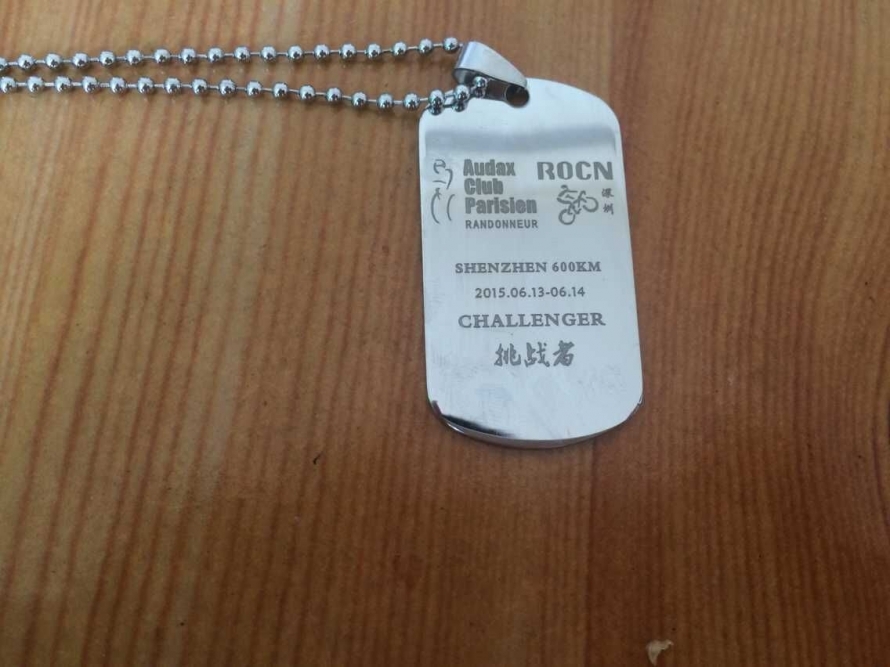 Audax
Club
Parisien
RANDONNEUR
ROCN
深圳
SHENZHEN 600KM
2015.06.13-06.14
CHALLENGER
挑战者